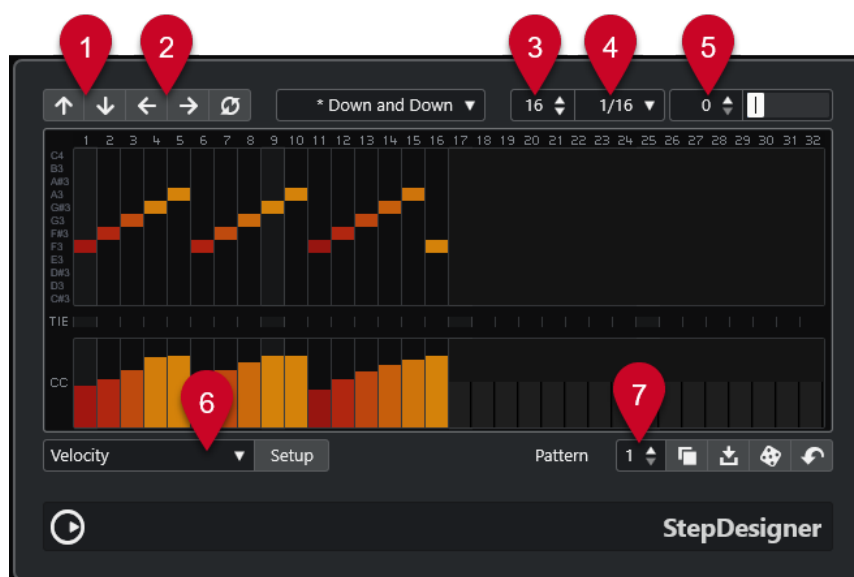 1 2 3 4 5
* Down and Down 16 1/16 0
1 2 3 4 5 6 7 8 9 10 11 12 13 14 15 16 17 18 19 20 21 22 23 24 25 26 27 28 29 30 31 32
C4
B3
A#3
A3
G#3
G3
F#3
F3
E3
D#3
D3
C#3
TIE
CC
6 7
Velocity Setup Pattern 1
StepDesigner